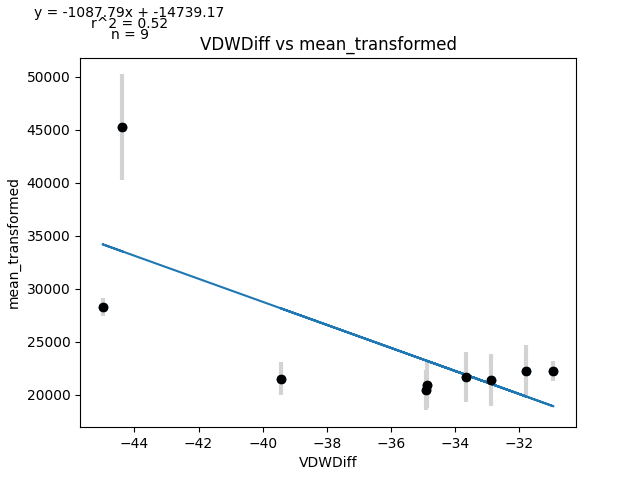 y = -1087.79x + -14739.17
r^2 = 0.52
n = 9
VDWDiff vs mean_transformed
50000
45000
40000
35000
30000
25000
20000
mean_transformed
−44
−42
−40
−38
−36
−34
−32
VDWDiff